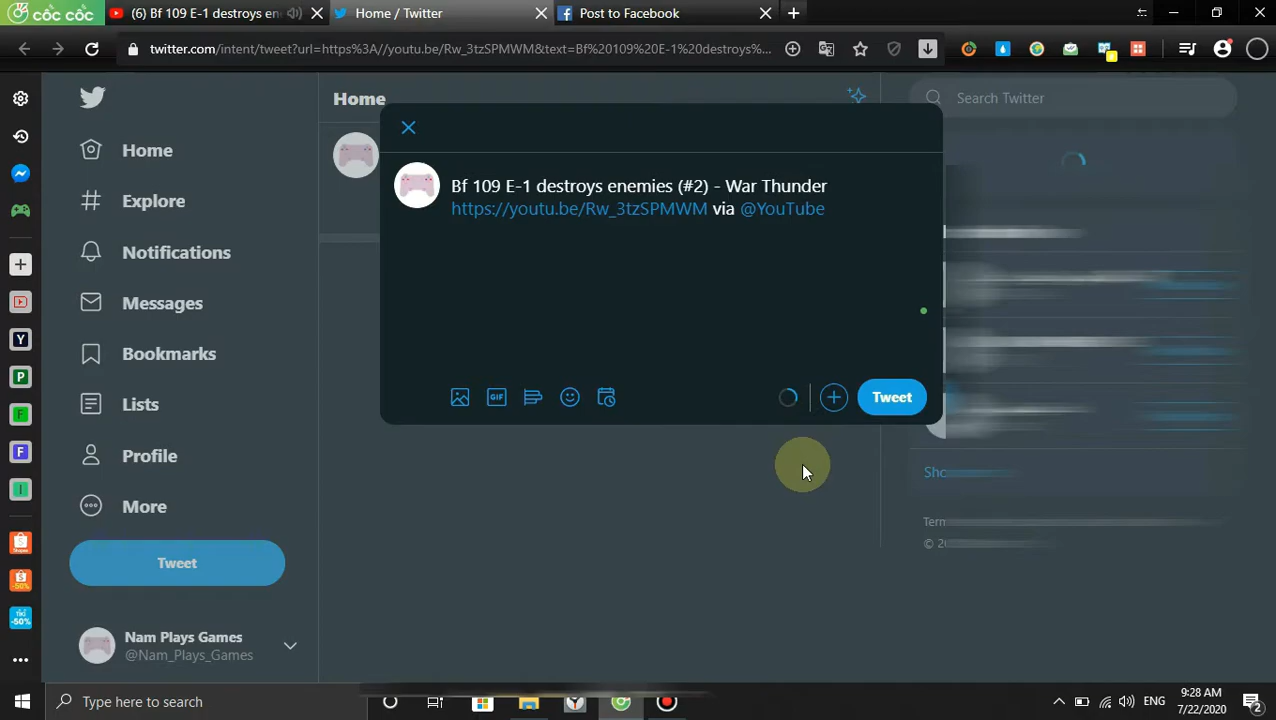 cốc cốc
(6) Bf 109 E-1 destroys en
Home / Twitter
Post to Facebook
twitter.com/intent/tweet?url=https%3A//youtu.be/Rw_3tzSPMWM&text=Bf%20109%20E-1%20destroys%...
Home
Search Twitter
Home
Explore
Notifications
Messages
Bookmarks
Lists
Profile
More
Tweet
Nam Plays Games
@Nam_Plays_Games
Bf 109 E-1 destroys enemies (#2) - War Thunder
https://youtu.be/Rw_3tzSPMWM via @YouTube
GIF
Tweet
Type here to search
ENG
9:28 AM
7/22/2020
2